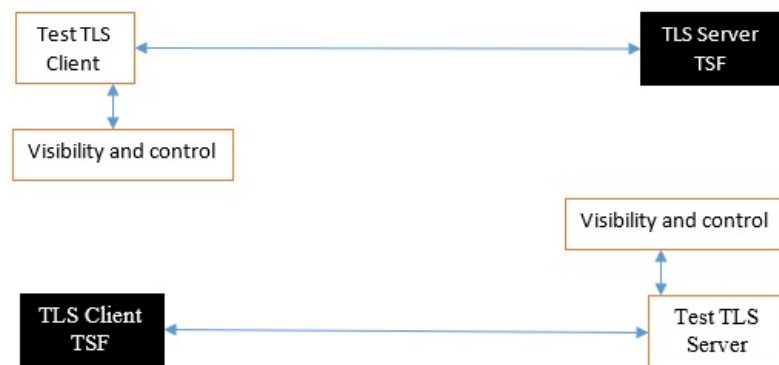 Test TLS
Client
TLS Server
TSF
Visibility and control
Visibility and control
TLS Client
TSF
Test TLS
Server